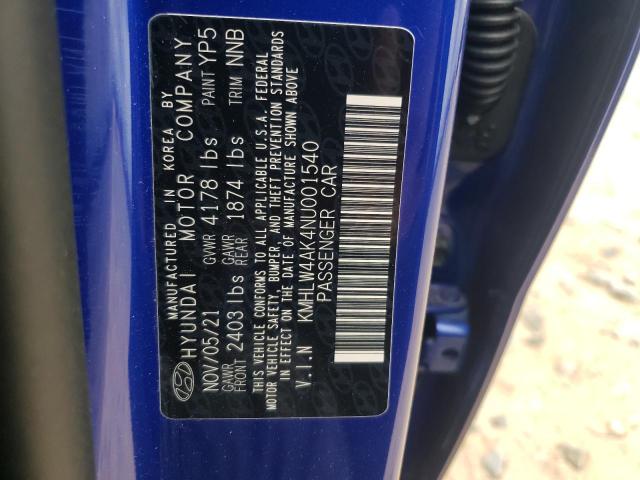 MANUFACTURED IN KOREA BY
HYUNDAI MOTOR COMPANY
NOV/05/21 GVWR 4178 lbs PAINT YP5
GAWR FRONT 2403 lbs GAWR REAR 1874 lbs TRIM NNB
THIS VEHICLE CONFORMS TO ALL APPLICABLE U.S.A. FEDERAL
MOTOR VEHICLE SAFETY, BUMPER, AND THEFT PREVENTION STANDARDS
IN EFFECT ON THE DATE OF MANUFACTURE SHOWN ABOVE
V.I.N KMHLW4AK4NU001540
PASSENGER CAR